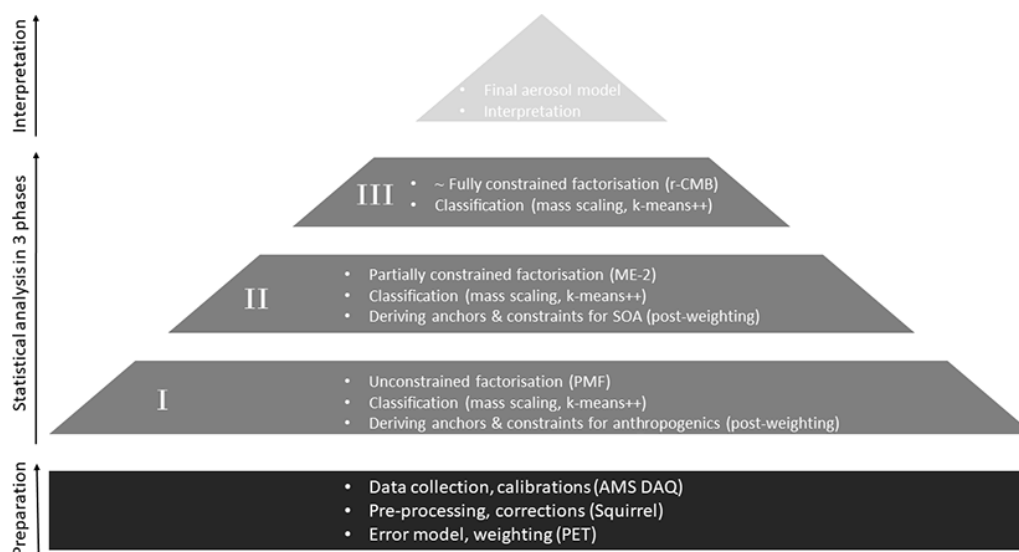 Interpretation
• Final aerosol model
• Interpretation
Statistical analysis in 3 phases
III
• ~ Fully constrained factorisation (r-CMB)
• Classification (mass scaling, k-means++)
II
• Partially constrained factorisation (ME-2)
• Classification (mass scaling, k-means++)
• Deriving anchors & constraints for SOA (post-weighting)
I
• Unconstrained factorisation (PMF)
• Classification (mass scaling, k-means++)
• Deriving anchors & constraints for anthropogenics (post-weighting)
Preparation
• Data collection, calibrations (AMS DAQ)
• Pre-processing, corrections (Squirrel)
• Error model, weighting (PET)